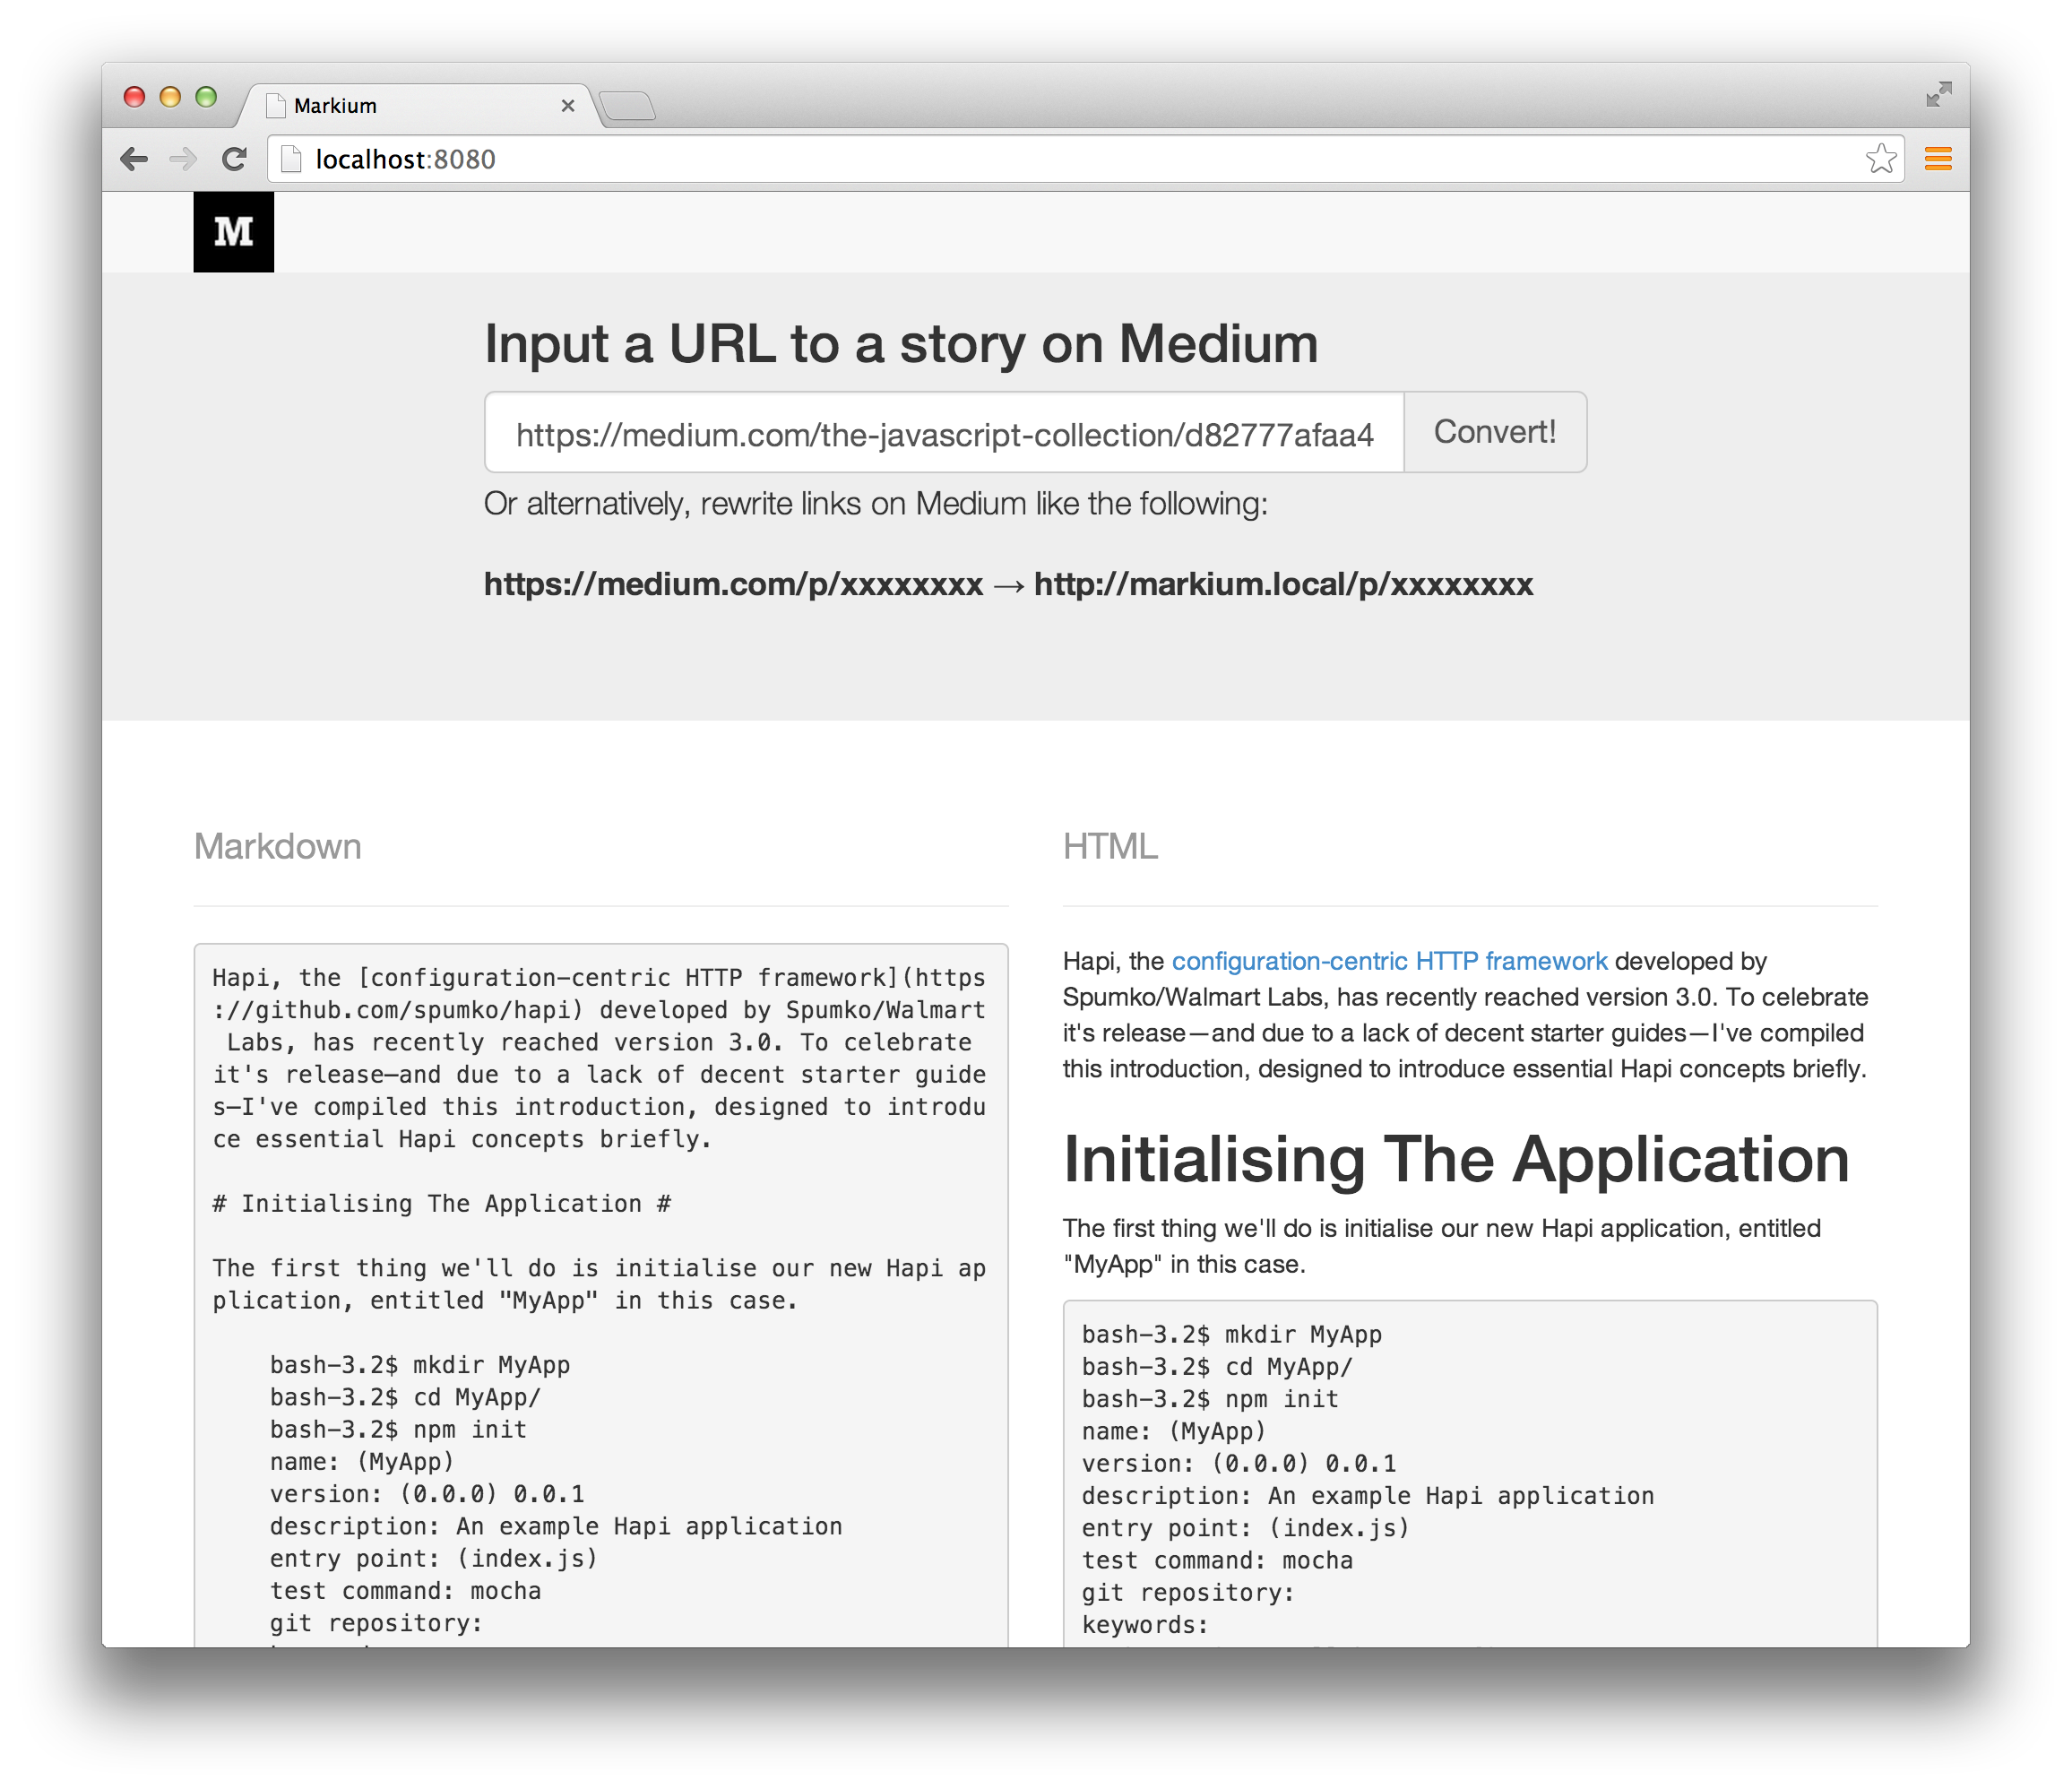 Markium
localhost:8080
M
Input a URL to a story on Medium
https://medium.com/the-javascript-collection/d82777afaa4
Convert!
Or alternatively, rewrite links on Medium like the following:
https://medium.com/p/xxxxxxxx → http://markium.local/p/xxxxxxxx
Markdown
Hapi, the [configuration-centric HTTP framework](https
://github.com/spumko/hapi) developed by Spumko/Walmart
 Labs, has recently reached version 3.0. To celebrate
it's release—and due to a lack of decent starter guide
s—I've compiled this introduction, designed to introdu
ce essential Hapi concepts briefly.
# Initialising The Application #
The first thing we'll do is initialise our new Hapi ap
plication, entitled "MyApp" in this case.
    bash-3.2$ mkdir MyApp
    bash-3.2$ cd MyApp/
    bash-3.2$ npm init
    name: (MyApp)
    version: (0.0.0) 0.0.1
    description: An example Hapi application
    entry point: (index.js)
    test command: mocha
    git repository:
HTML
Hapi, the configuration-centric HTTP framework developed by
Spumko/Walmart Labs, has recently reached version 3.0. To celebrate
it's release—and due to a lack of decent starter guides—I've compiled
this introduction, designed to introduce essential Hapi concepts briefly.
Initialising The Application
The first thing we'll do is initialise our new Hapi application, entitled
"MyApp" in this case.
bash-3.2$ mkdir MyApp
bash-3.2$ cd MyApp/
bash-3.2$ npm init
name: (MyApp)
version: (0.0.0) 0.0.1
description: An example Hapi application
entry point: (index.js)
test command: mocha
git repository:
keywords: